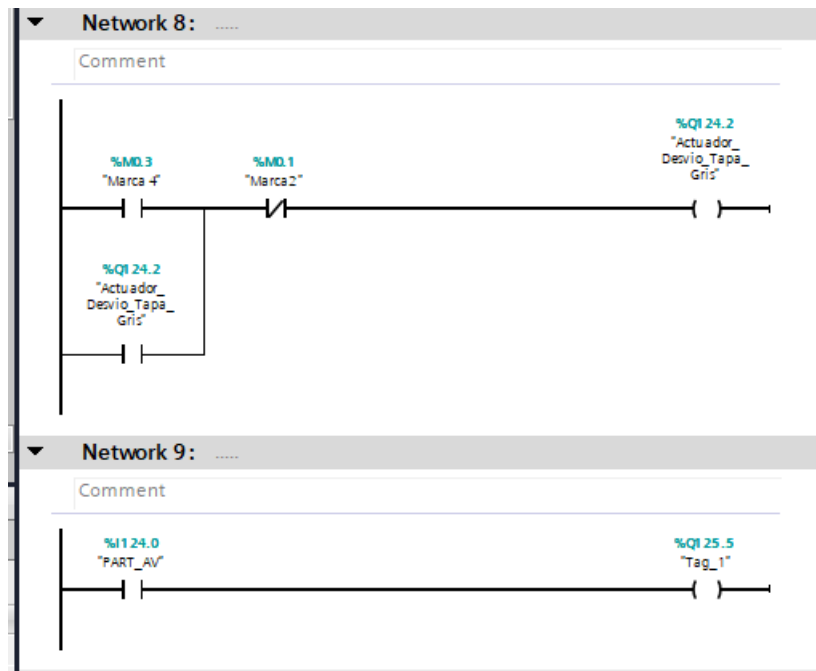 Network 8: .....
Comment
%M0.3
"Marca 4"
%M0.1
"Marca2"
%Q124.2
"Actuador_
Desvio_Tapa_
Gris"
%Q124.2
"Actuador_
Desvio_Tapa_
Gris"
Network 9: .....
Comment
%I124.0
"PART_AV"
%Q125.5
"Tag_1"